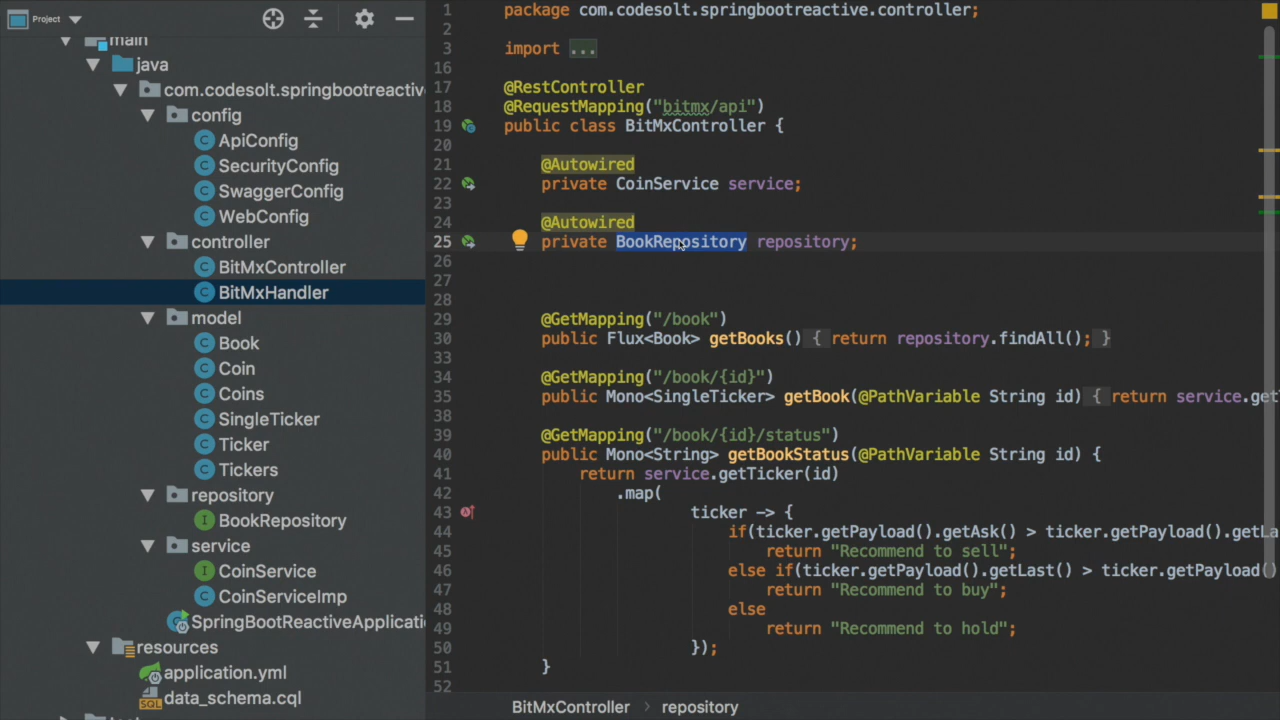 Project
main
java
com.codesolt.springbootreactive
config
ApiConfig
SecurityConfig
SwaggerConfig
WebConfig
controller
BitMxController
BitMxHandler
model
Book
Coin
Coins
SingleTicker
Ticker
Tickers
repository
BookRepository
service
CoinService
CoinServiceImp
SpringBootReactiveApplicati
resources
application.yml
data_schema.cql
1 package com.codesolt.springbootreactive.controller;
2
3 import ...
16
17 @RestController
18 @RequestMapping("bitmx/api")
19 public class BitMxController {
20
21 @Autowired
22 private CoinService service;
23
24 @Autowired
25 private BookRepository repository;
26
27
28
29 @GetMapping("/book")
30 public Flux<Book> getBooks() { return repository.findAll(); }
33
34 @GetMapping("/book/{id}")
35 public Mono<SingleTicker> getBook(@PathVariable String id) { return service.get
38
39 @GetMapping("/book/{id}/status")
40 public Mono<String> getBookStatus(@PathVariable String id) {
41 return service.getTicker(id)
42 .map(
43 ticker -> {
44 if(ticker.getPayload().getAsk() > ticker.getPayload().getLa
45 return "Recommend to sell";
46 else if(ticker.getPayload().getLast() > ticker.getPayload()
47 return "Recommend to buy";
48 else
49 return "Recommend to hold";
50 });
51 }
52
BitMxController > repository